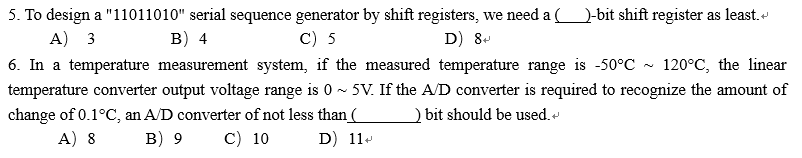 5. To design a "11011010" serial sequence generator by shift registers, we need a (___)-bit shift register as least.↵
A) 3 B) 4 C) 5 D) 8↵
6. In a temperature measurement system, if the measured temperature range is -50°C ~ 120°C, the linear
temperature converter output voltage range is 0 ~ 5V. If the A/D converter is required to recognize the amount of
change of 0.1°C, an A/D converter of not less than (________) bit should be used.↵
A) 8 B) 9 C) 10 D) 11↵